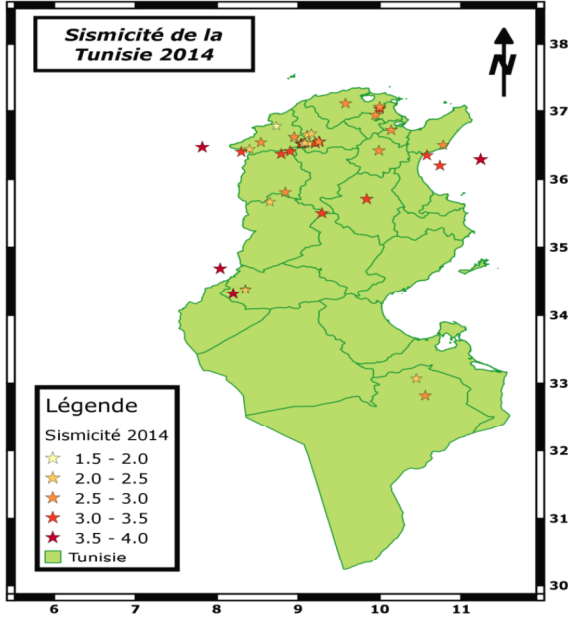 Sismicité de la
Tunisie 2014
N
38
37
36
35
34
33
32
31
30
Légende
Sismicité 2014
1.5 - 2.0
2.0 - 2.5
2.5 - 3.0
3.0 - 3.5
3.5 - 4.0
Tunisie
6 7 8 9 10 11